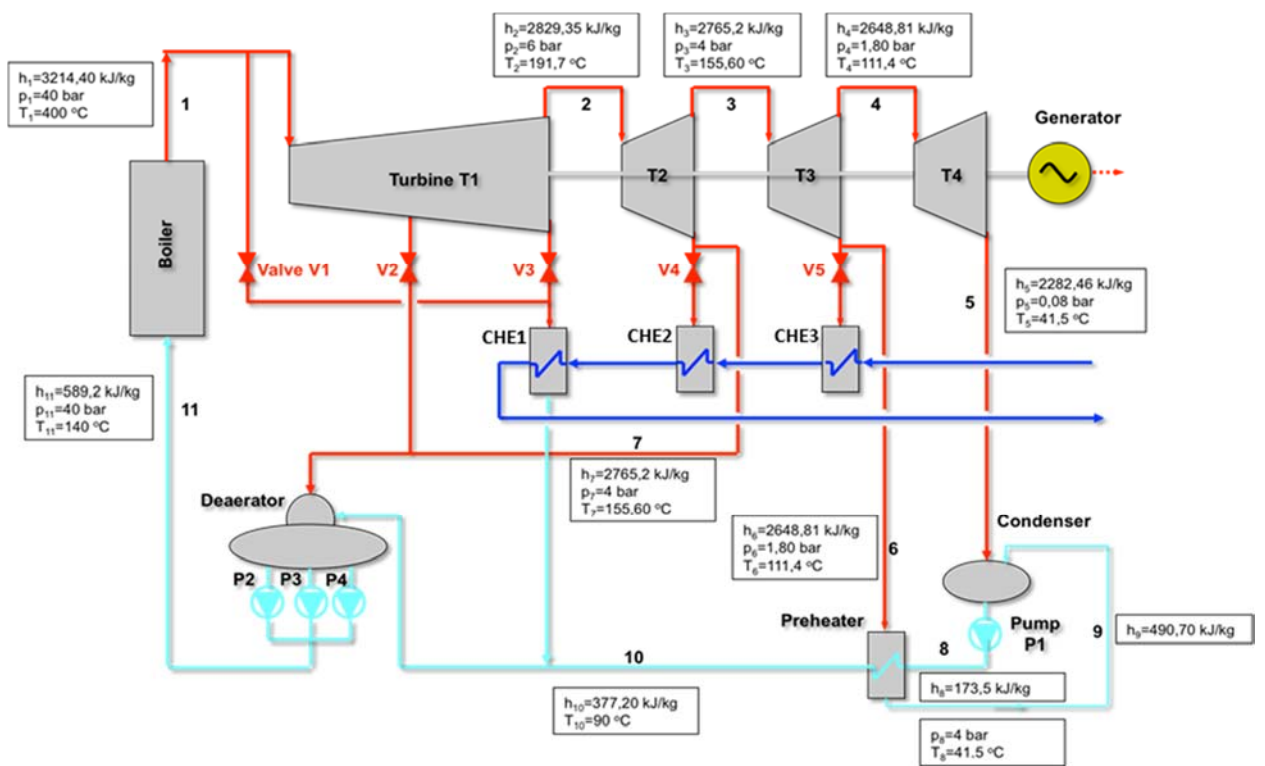 h₂=2829,35 kJ/kg
p₂=6 bar
T₂=191,7 °C
h₃=2765,2 kJ/kg
p₃=4 bar
T₃=155,60 °C
h₄=2648,81 kJ/kg
p₄=1,80 bar
T₄=111,4 °C
h₁=3214,40 kJ/kg
p₁=40 bar
T₁=400 °C
1
2
3
4
Generator
Boiler
Turbine T1
T2
T3
T4
Valve V1
V2
V3
V4
V5
5
h₅=2282,46 kJ/kg
p₅=0,08 bar
T₅=41,5 °C
CHE1
CHE2
CHE3
h₁₁=589,2 kJ/kg
p₁₁=40 bar
T₁₁=140 °C
11
7
h₇=2765,2 kJ/kg
p₇=4 bar
T₇=155,60 °C
Deaerator
P2
P3
P4
h₆=2648,81 kJ/kg
p₆=1,80 bar
T₆=111,4 °C
6
Condenser
Preheater
Pump
P1
8
9
h₉=490,70 kJ/kg
10
h₈=173,5 kJ/kg
h₁₀=377,20 kJ/kg
T₁₀=90 °C
p₈=4 bar
T₈=41.5 °C